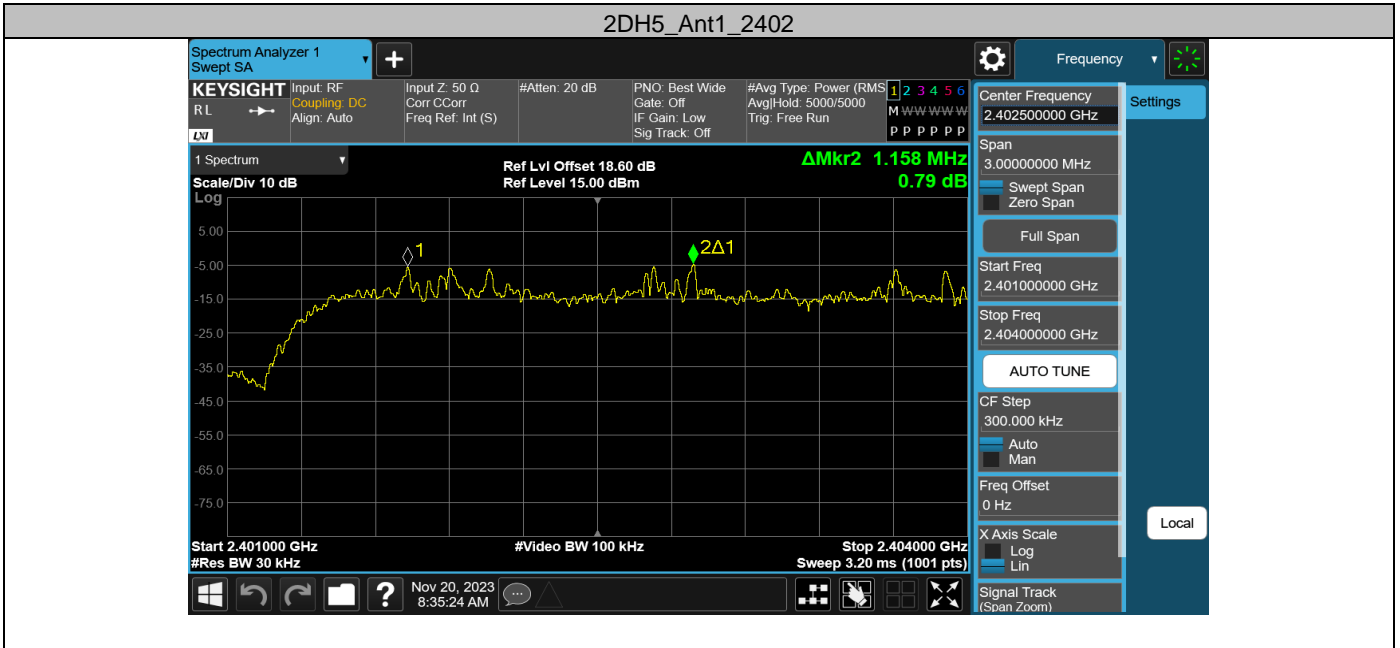 2DH5_Ant1_2402
Spectrum Analyzer 1
Swept SA
+
Frequency
KEYSIGHT
R L
LXI
Input: RF
Coupling: DC
Align: Auto
Input Z: 50 Ω
Corr CCorr
Freq Ref: Int (S)
#Atten: 20 dB
PNO: Best Wide
Gate: Off
IF Gain: Low
Sig Track: Off
#Avg Type: Power (RMS
Avg|Hold: 5000/5000
Trig: Free Run
1 2 3 4 5 6
M W W W W W
P P P P P P
1 Spectrum
Scale/Div 10 dB
Ref Lvl Offset 18.60 dB
Ref Level 15.00 dBm
ΔMkr2 1.158 MHz
0.79 dB
Log
5.00
-5.00
-15.0
-25.0
-35.0
-45.0
-55.0
-65.0
-75.0
1
2Δ1
Start 2.401000 GHz
#Res BW 30 kHz
#Video BW 100 kHz
Stop 2.404000 GHz
Sweep 3.20 ms (1001 pts)
Center Frequency
2.402500000 GHz
Span
3.00000000 MHz
Swept Span
Zero Span
Full Span
Start Freq
2.401000000 GHz
Stop Freq
2.404000000 GHz
AUTO TUNE
CF Step
300.000 kHz
Auto
Man
Freq Offset
0 Hz
X Axis Scale
Log
Lin
Signal Track
(Span Zoom)
Settings
Local
?
Nov 20, 2023
8:35:24 AM